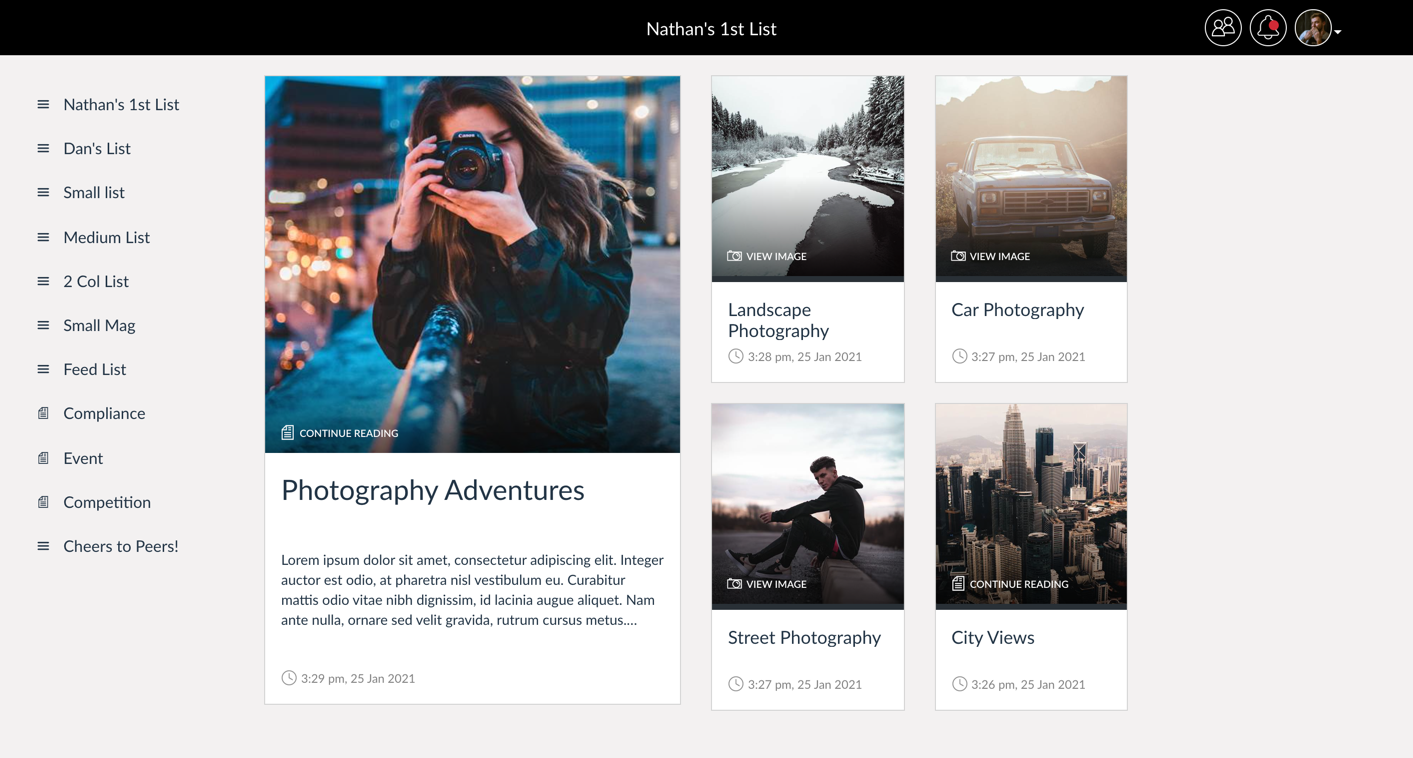 Nathan's 1st List
Nathan's 1st List
Dan's List
Small list
Medium List
2 Col List
Small Mag
Feed List
Compliance
Event
Competition
Cheers to Peers!
Canon
CONTINUE READING
Photography Adventures
Lorem ipsum dolor sit amet, consectetur adipiscing elit. Integer
auctor est odio, at pharetra nisl vestibulum eu. Curabitur
mattis odio vitae nibh dignissim, id lacinia augue aliquet. Nam
ante nulla, ornare sed velit gravida, rutrum cursus metus....
3:29 pm, 25 Jan 2021
VIEW IMAGE
Landscape
Photography
3:28 pm, 25 Jan 2021
VIEW IMAGE
Car Photography
3:27 pm, 25 Jan 2021
VIEW IMAGE
Street Photography
3:27 pm, 25 Jan 2021
CONTINUE READING
City Views
3:26 pm, 25 Jan 2021